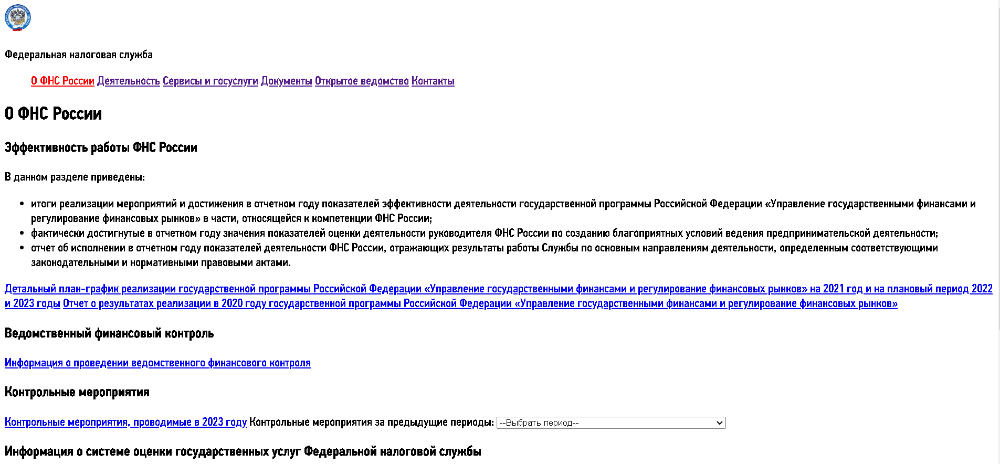 Федеральная налоговая служба
О ФНС России Деятельность Сервисы и госуслуги Документы Открытое ведомство Контакты
О ФНС России
Эффективность работы ФНС России
В данном разделе приведены:
итоги реализации мероприятий и достижения в отчетном году показателей эффективности деятельности государственной программы Российской Федерации «Управление государственными финансами и
регулирование финансовых рынков» в части, относящейся к компетенции ФНС России;
фактически достигнутые в отчетном году значения показателей оценки деятельности руководителя ФНС России по созданию благоприятных условий ведения предпринимательской деятельности;
отчет об исполнении в отчетном году показателей деятельности ФНС России, отражающих результаты работы Службы по основным направлениям деятельности, определенным соответствующими
законодательными и нормативными правовыми актами.
Детальный план-график реализации государственной программы Российской Федерации «Управление государственными финансами и регулирование финансовых рынков» на 2021 год и на плановый период 2022
и 2023 годы Отчет о результатах реализации в 2020 году государственной программы Российской Федерации «Управление государственными финансами и регулирование финансовых рынков»
Ведомственный финансовый контроль
Информация о проведении ведомственного финансового контроля
Контрольные мероприятия
Контрольные мероприятия, проводимые в 2023 году Контрольные мероприятия за предыдущие периоды: --Выбрать период--
Информация о системе оценки государственных услуг Федеральной налоговой службы